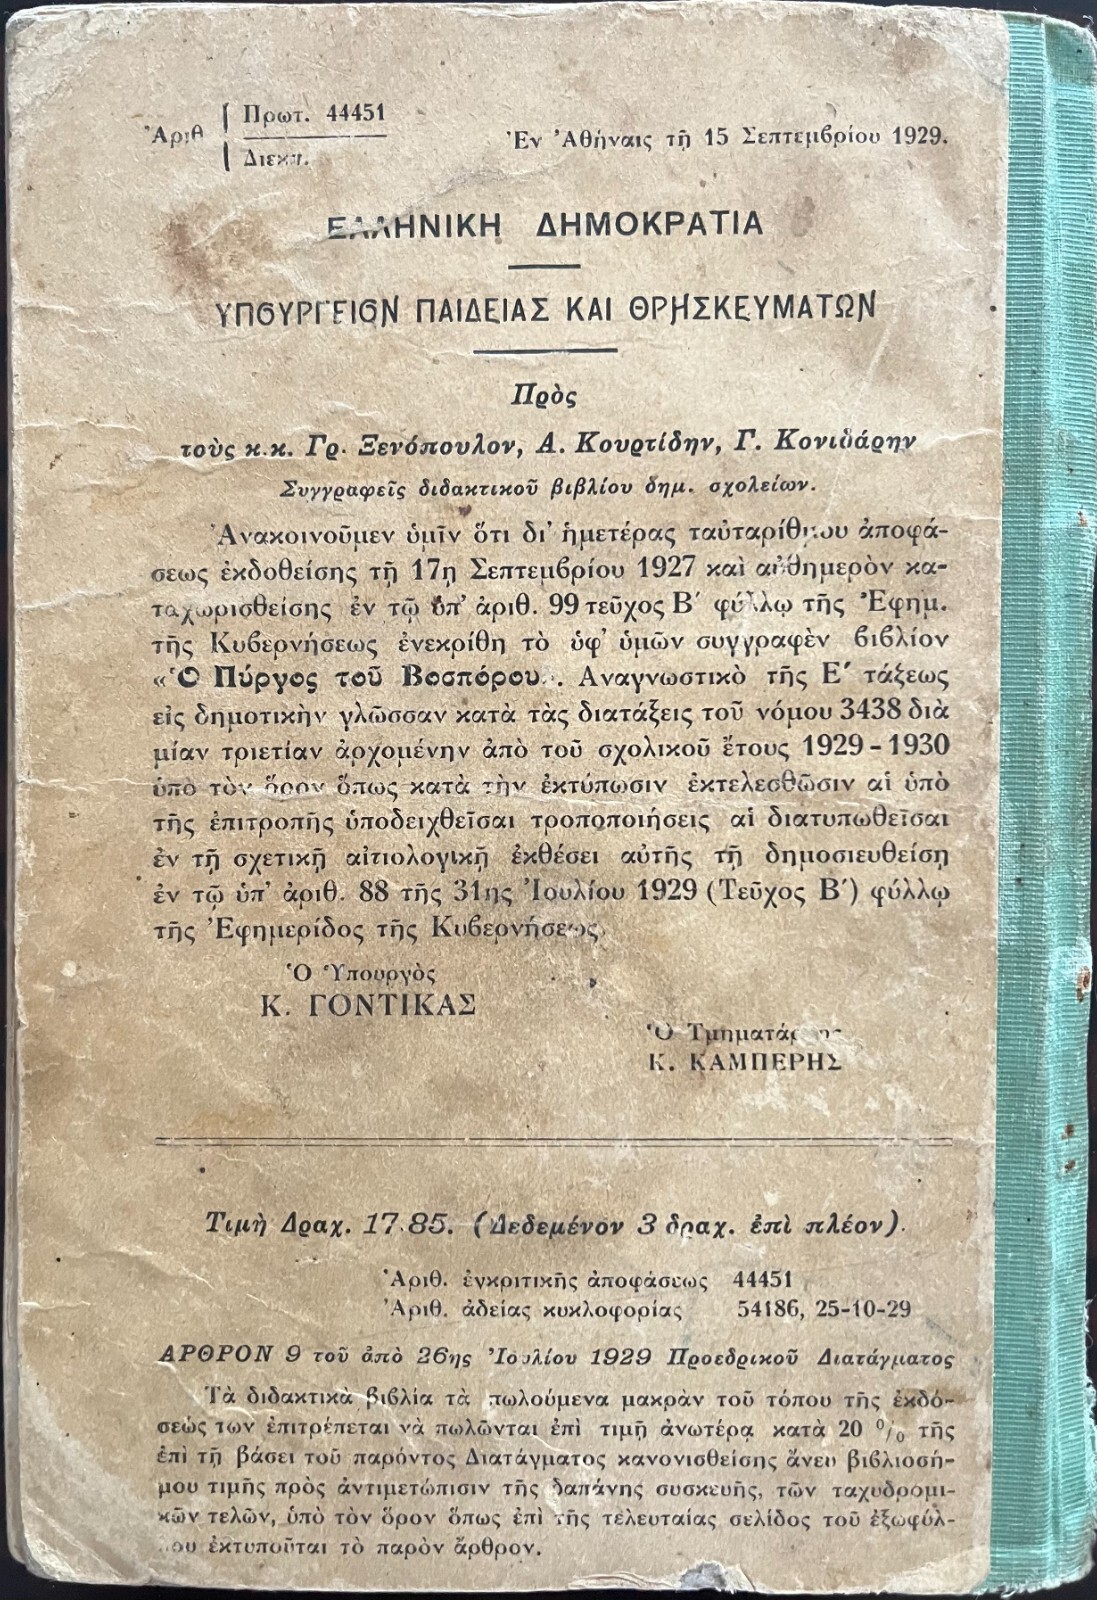 Ἀριθ { Πρωτ. 44451
Διεκπ.
Ἐν Ἀθήναις τῇ 15 Σεπτεμβρίου 1929.
ΕΛΛΗΝΙΚΗ ΔΗΜΟΚΡΑΤΙΑ
ΥΠΟΥΡΓΕΙΟΝ ΠΑΙΔΕΙΑΣ ΚΑΙ ΘΡΗΣΚΕΥΜΑΤΩΝ
Πρὸς
τοὺς κ.κ. Γρ. Ξενόπουλον, Α. Κουρτίδην, Γ. Κονιδάρην
Συγγραφεῖς διδακτικοῦ βιβλίου δημ. σχολείων.
Ἀνακοινοῦμεν ὑμῖν ὅτι δι' ἡμετέρας ταὐταρίθμου ἀποφά-
σεως ἐκδοθείσης τῇ 17ῃ Σεπτεμβρίου 1927 καὶ αὐθημερὸν κα-
ταχωρισθείσης ἐν τῷ ὑπ' ἀριθ. 99 τεῦχος Β' φύλλῳ τῆς Ἐφημ.
τῆς Κυβερνήσεως ἐνεκρίθη τὸ ὑφ' ὑμῶν συγγραφὲν βιβλίον
«Ὁ Πύργος τοῦ Βοσπόρου». Ἀναγνωστικὸ τῆς Ε' τάξεως
εἰς δημοτικὴν γλῶσσαν κατὰ τὰς διατάξεις τοῦ νόμου 3438 διὰ
μίαν τριετίαν ἀρχομένην ἀπὸ τοῦ σχολικοῦ ἔτους 1929-1930
ὑπὸ τὸν ὅρον ὅπως κατὰ τὴν ἐκτύπωσιν ἐκτελεσθῶσιν αἱ ὑπὸ
τῆς ἐπιτροπῆς ὑποδειχθεῖσαι τροποποιήσεις αἱ διατυπωθεῖσαι
ἐν τῇ σχετικῇ αἰτιολογικῇ ἐκθέσει αὐτῆς τῇ δημοσιευθείσῃ
ἐν τῷ ὑπ' ἀριθ. 88 τῆς 31ης Ἰουλίου 1929 (Τεῦχος Β') φύλλῳ
τῆς Ἐφημερίδος τῆς Κυβερνήσεως.
Ὁ Ὑπουργὸς
Κ. ΓΟΝΤΙΚΑΣ
Ὁ Τμηματάρχης
Κ. ΚΑΜΠΕΡΗΣ
Τιμὴ Δραχ. 17.85. (Δεδεμένον 3 δραχ. ἐπὶ πλέον).
Ἀριθ. ἐγκριτικῆς ἀποφάσεως 44451
Ἀριθ. ἀδείας κυκλοφορίας 54186, 25-10-29
ΑΡΘΡΟΝ 9 τοῦ ἀπὸ 26ης Ἰουλίου 1929 Προεδρικοῦ Διατάγματος
Τὰ διδακτικὰ βιβλία τὰ πωλούμενα μακρὰν τοῦ τόπου τῆς ἐκδό-
σεώς των ἐπιτρέπεται νὰ πωλῶνται ἐπὶ τιμῇ ἀνωτέρᾳ κατὰ 20 % τῆς
ἐπὶ τῇ βάσει τοῦ παρόντος Διατάγματος κανονισθείσης ἄνευ βιβλιοσή-
μου τιμῆς πρὸς ἀντιμετώπισιν τῆς δαπάνης συσκευῆς, τῶν ταχυδρομι-
κῶν τελῶν, ὑπὸ τὸν ὅρον ὅπως ἐπὶ τῆς τελευταίας σελίδος τοῦ ἐξωφύλ-
λου ἐκτυποῦται τὸ παρὸν ἄρθρον.